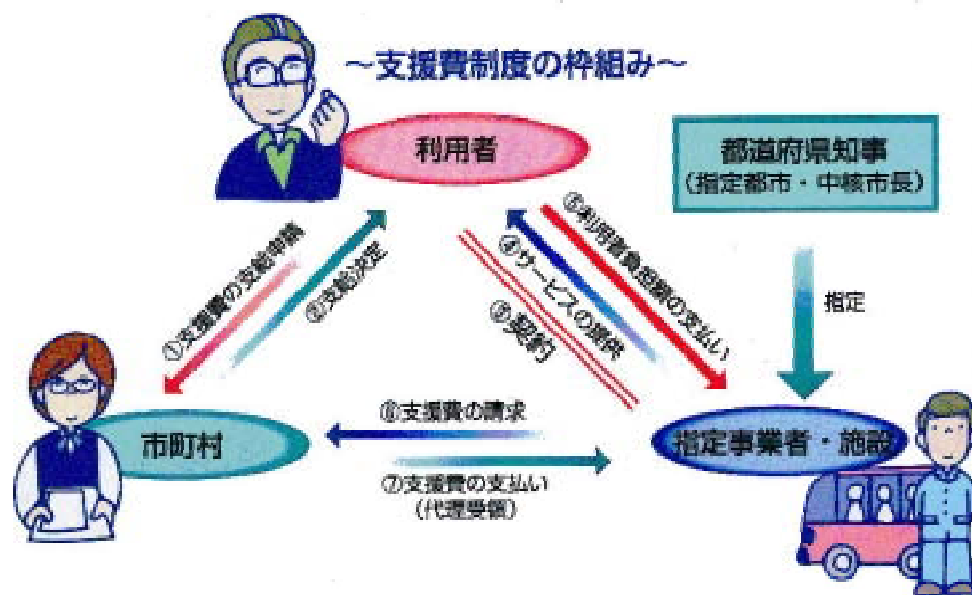 ～支援費制度の枠組み～
利用者
都道府県知事
（指定都市・中核市長）
①支援費の支給申請
②支給決定
③契約
④サービスの提供
⑤利用者負担額の支払い
指定
市町村
⑥支援費の請求
⑦支援費の支払い
（代理受領）
指定事業者・施設